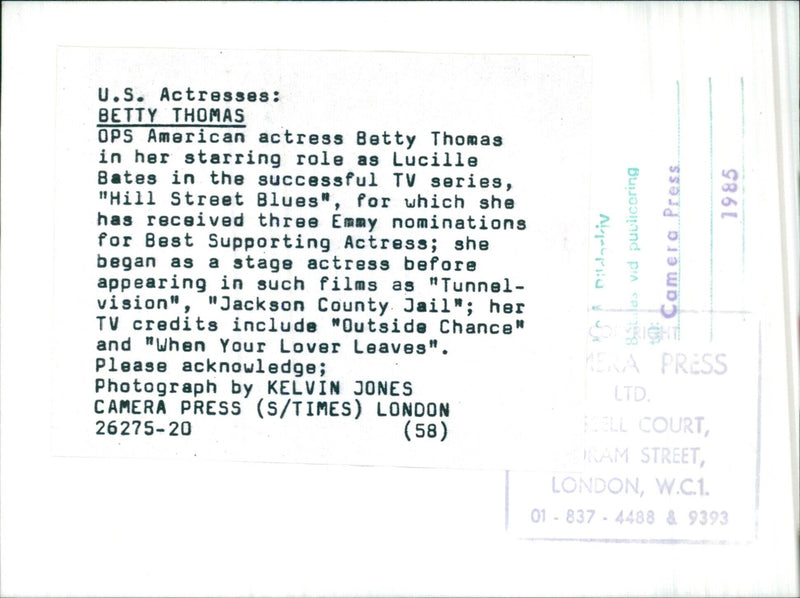 U.S. Actresses:
BETTY THOMAS
OPS American actress Betty Thomas
in her starring role as Lucille
Bates in the successful TV series,
"Hill Street Blues", for which she
has received three Emmy nominations
for Best Supporting Actress; she
began as a stage actress before
appearing in such films as "Tunnel-
vision", "Jackson County Jail"; her
TV credits include "Outside Chance"
and "When Your Lover Leaves".
Please acknowledge;
Photograph by KELVIN JONES
CAMERA PRESS (S/TIMES) LONDON
26275-20 (58)
vid publicering
Camera Press
1985
PRESS
LTD.
COURT,
STREET,
LONDON, W.C.1.
01 - 837 - 4488 & 9393